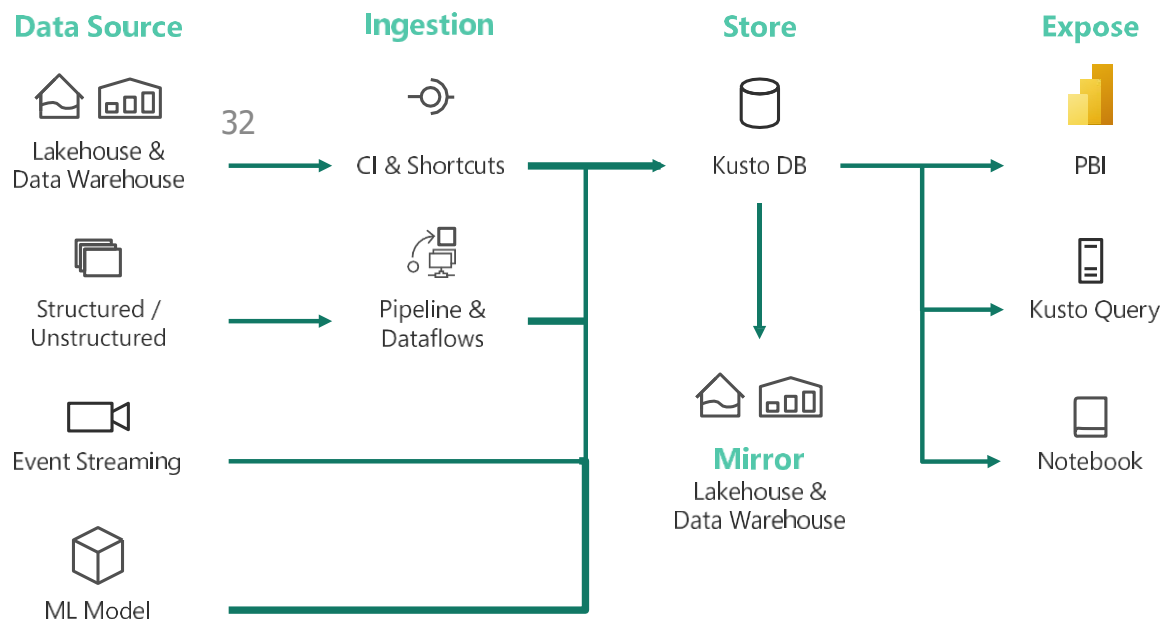 Data Source
Ingestion
Store
Expose
32
Lakehouse &
Data Warehouse
CI & Shortcuts
Kusto DB
PBI
Structured /
Unstructured
Pipeline &
Dataflows
Kusto Query
Event Streaming
Mirror
Lakehouse &
Data Warehouse
Notebook
ML Model